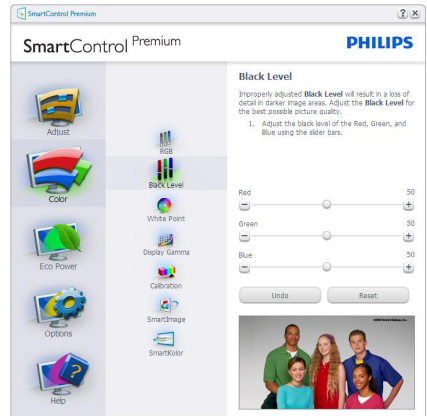 SmartControl Premium
SmartControl Premium
PHILIPS
Adjust
Color
Eco Power
Options
Help
RGB
Black Level
White Point
Display Gamma
Calibration
SmartImage
SmartKolor
Black Level
Improperly adjusted Black Level will result in a loss of
detail in darker image areas. Adjust the Black Level for
the best possible picture quality.
1. Adjust the black level of the Red, Green, and
Blue using the slider bars.
Red 50
Green 50
Blue 50
Undo Reset